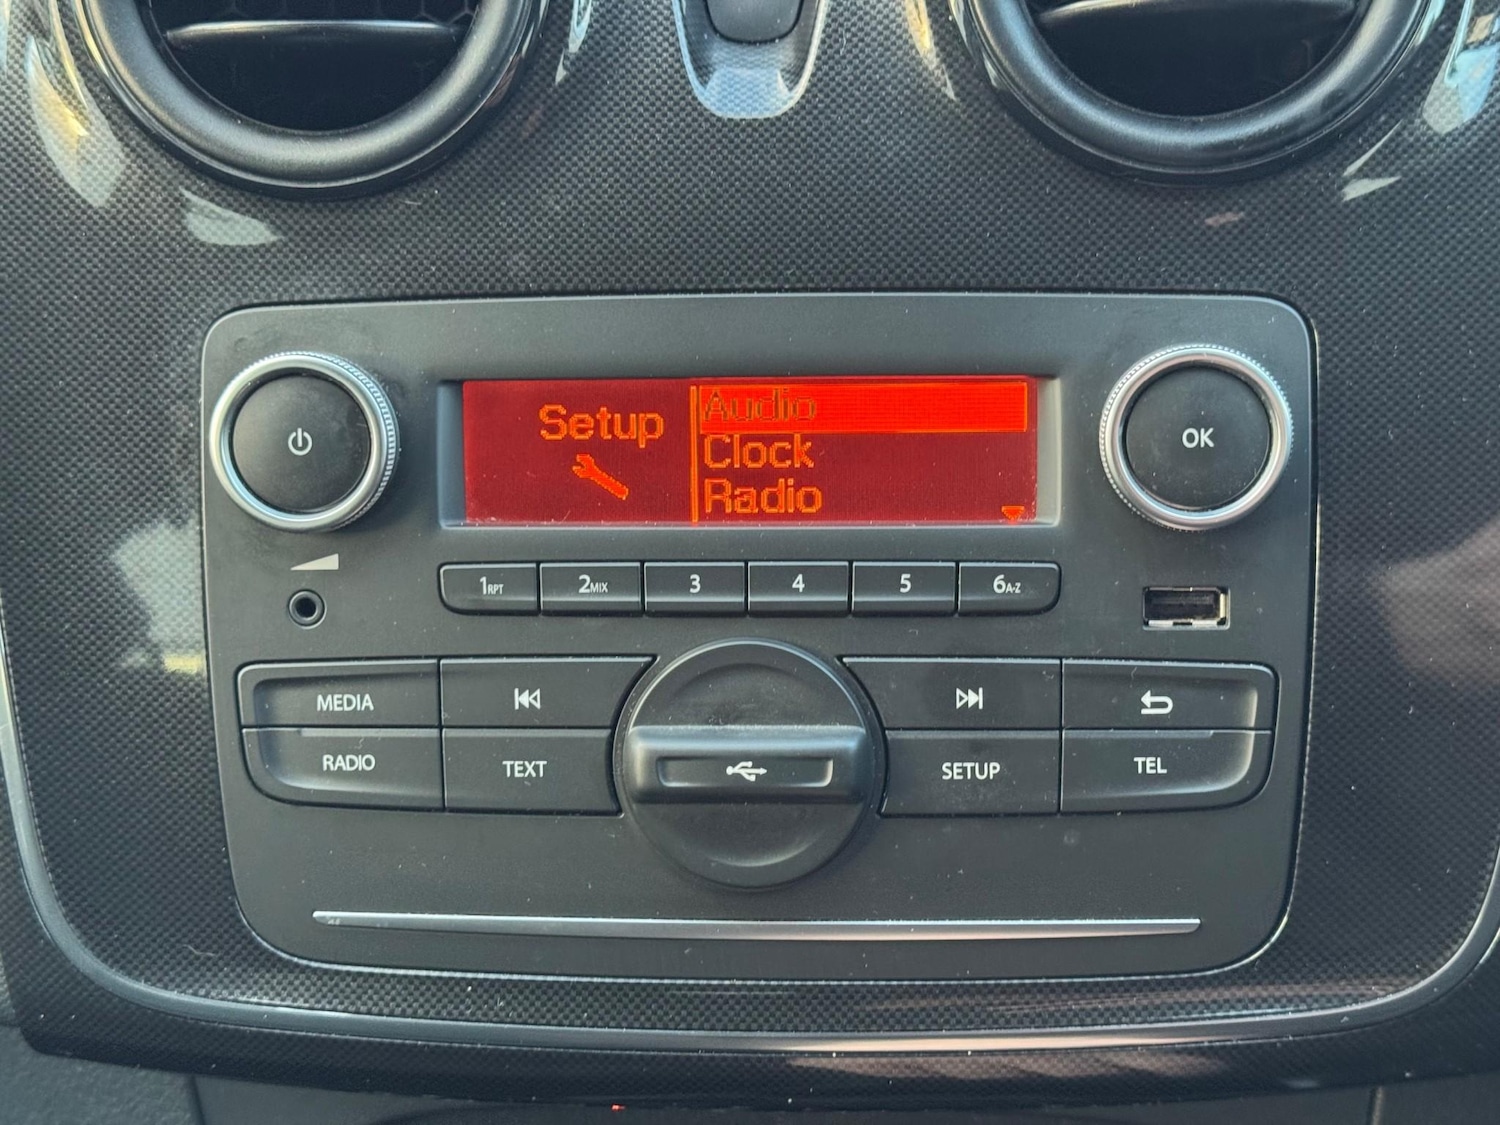 Setup
Audio
Clock
Radio
OK
1RPT
2MIX
3
4
5
6A-Z
MEDIA
RADIO
TEXT
SETUP
TEL